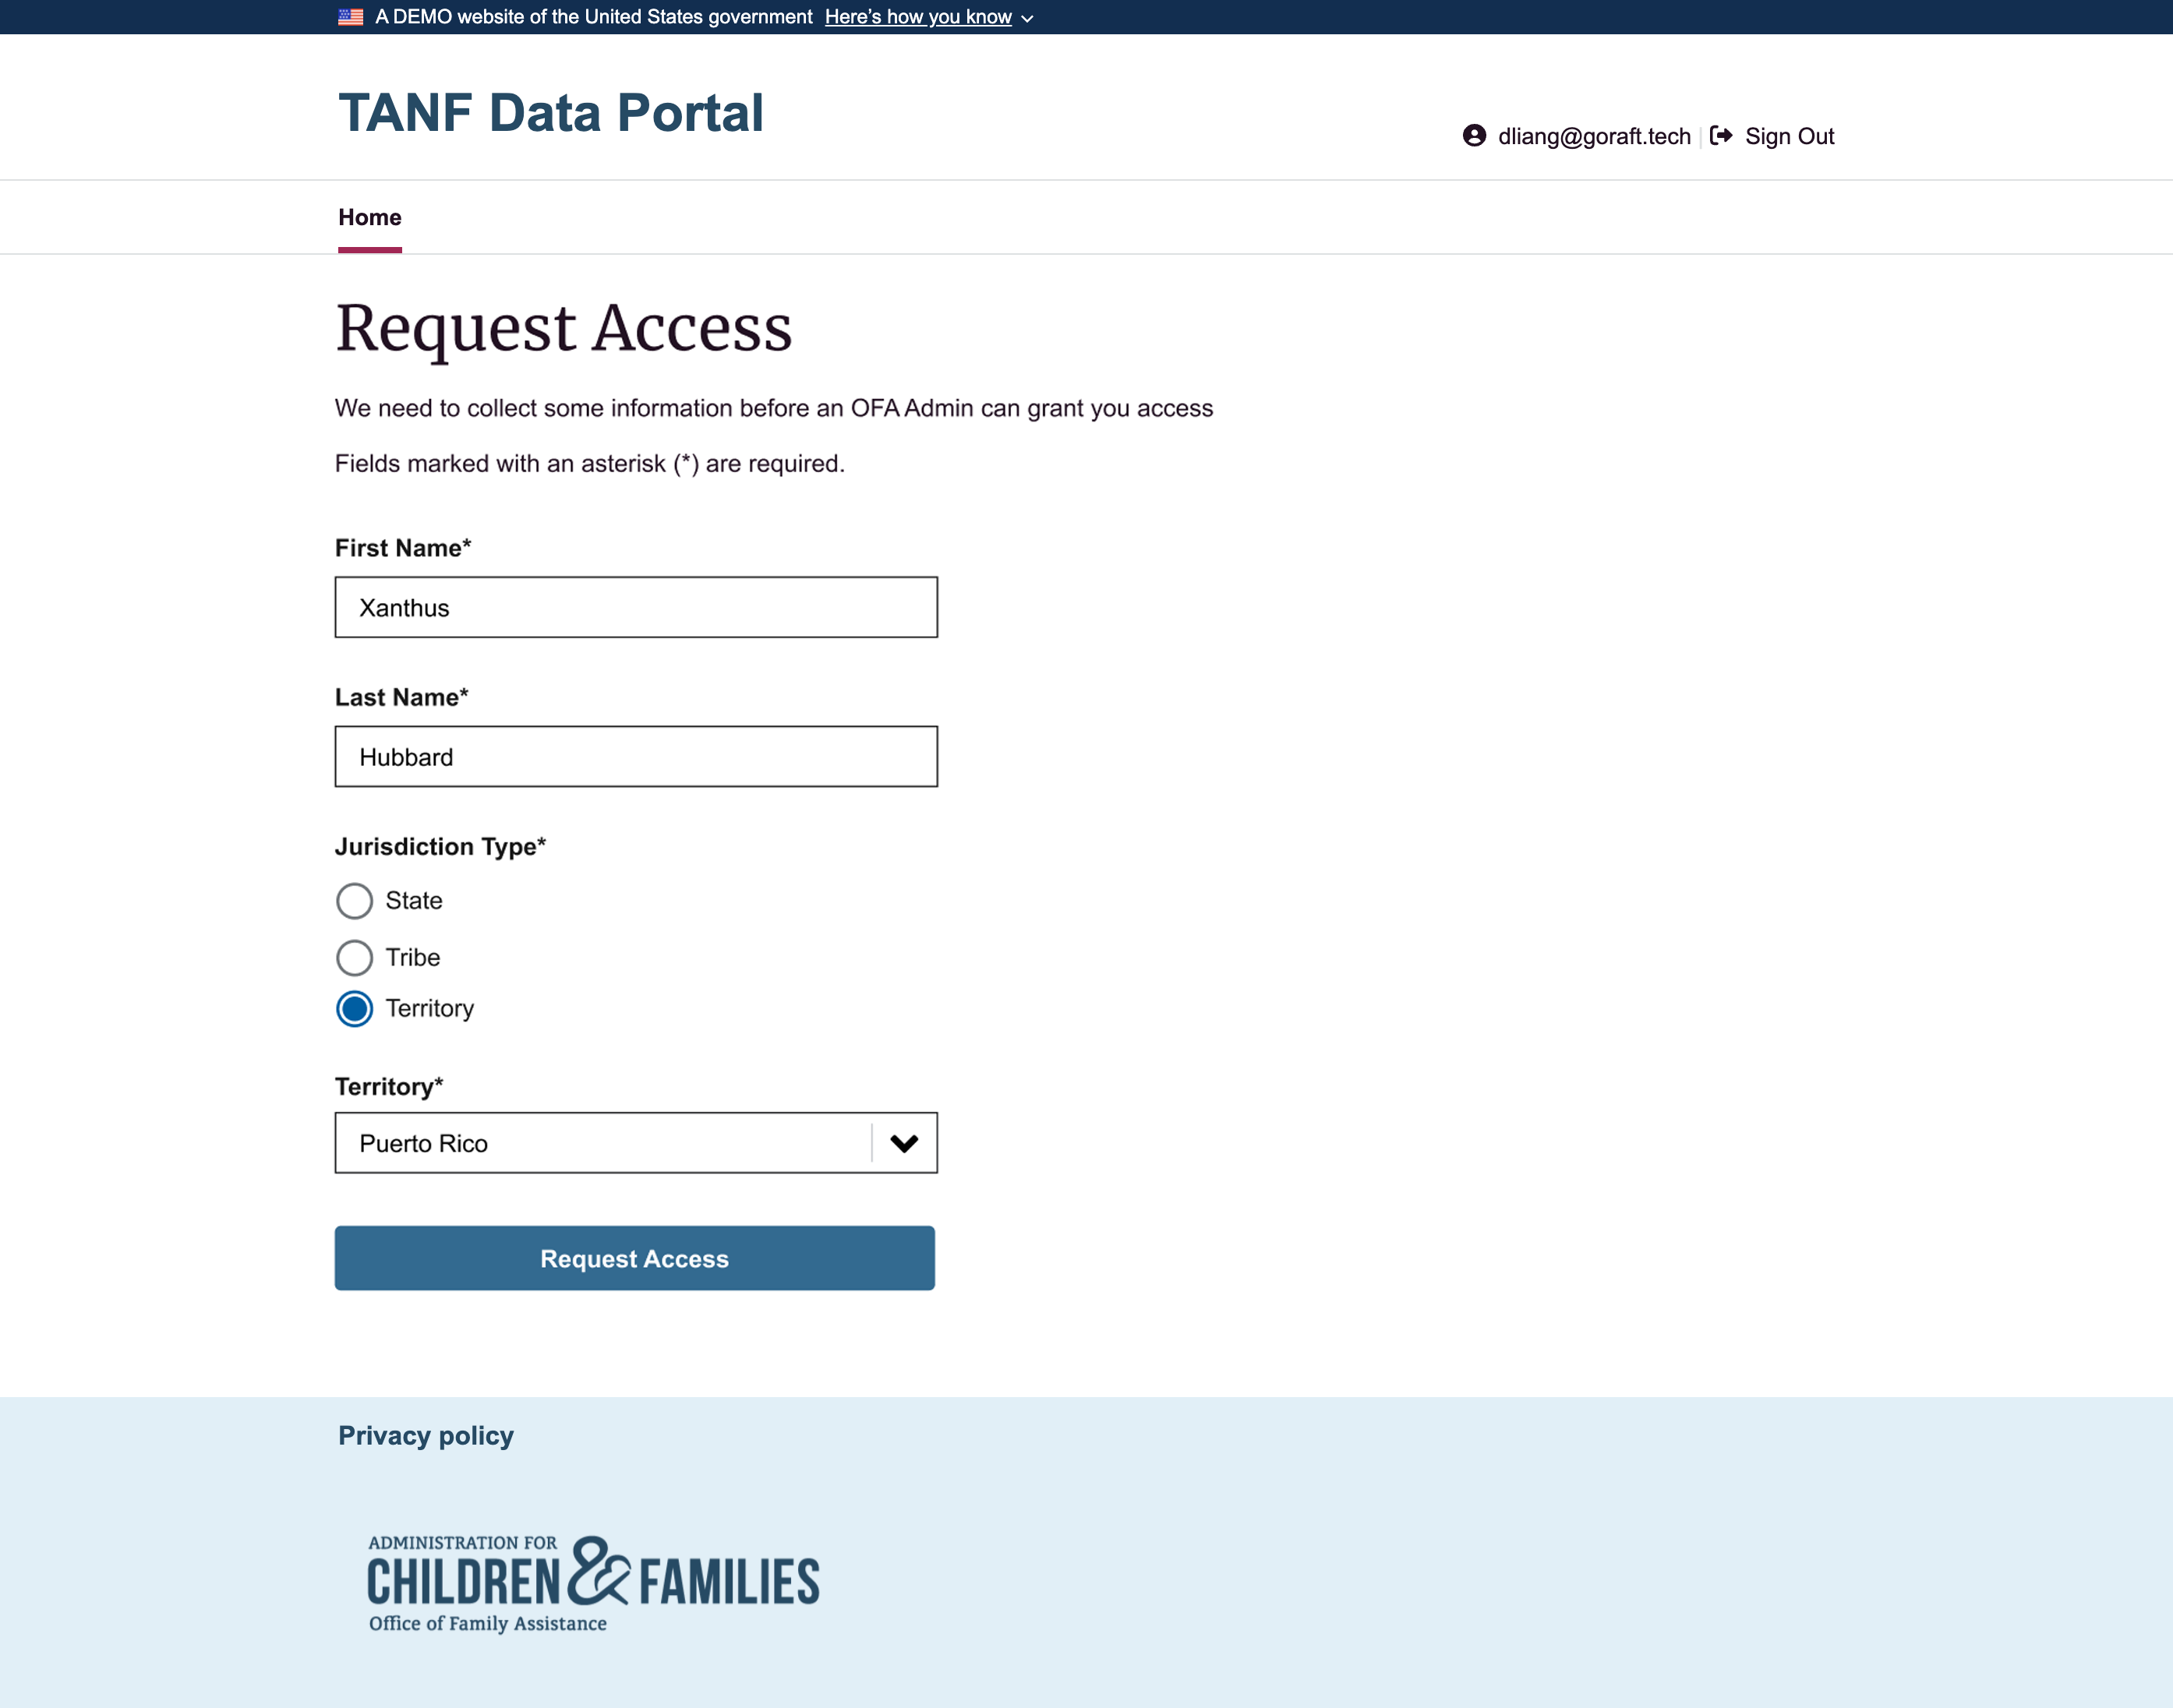 A DEMO website of the United States government Here's how you know
TANF Data Portal
dliang@goraft.tech Sign Out
Home
Request Access
We need to collect some information before an OFA Admin can grant you access
Fields marked with an asterisk (*) are required.
First Name*
Xanthus
Last Name*
Hubbard
Jurisdiction Type*
State
Tribe
Territory
Territory*
Puerto Rico
Request Access
Privacy policy
ADMINISTRATION FOR
CHILDREN & FAMILIES
Office of Family Assistance